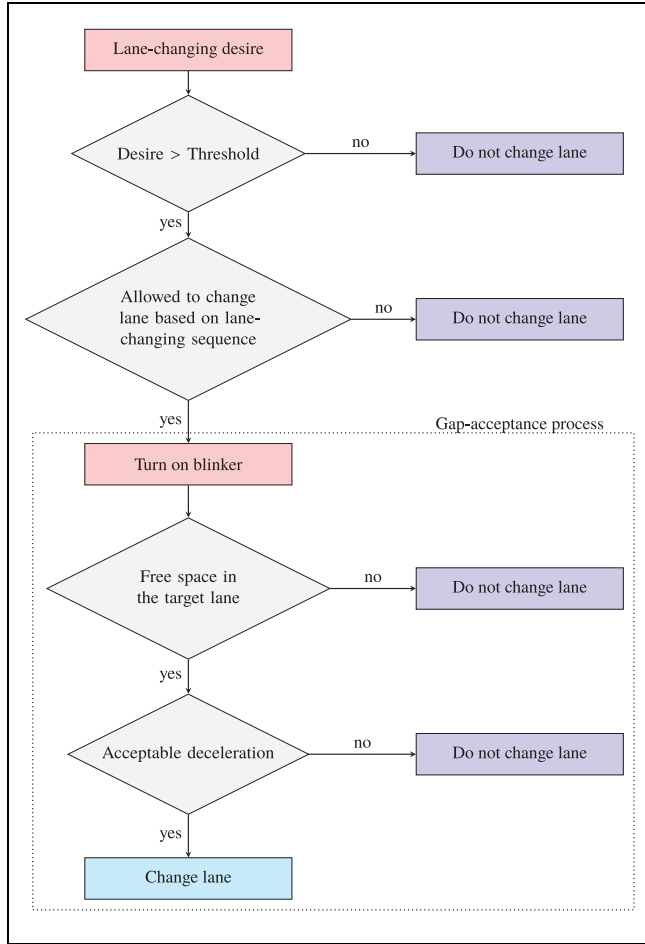 Lane-changing desire
Desire > Threshold
no
Do not change lane
yes
Allowed to change
lane based on lane-
changing sequence
no
Do not change lane
yes
Gap-acceptance process
Turn on blinker
Free space in
the target lane
no
Do not change lane
yes
Acceptable deceleration
no
Do not change lane
yes
Change lane